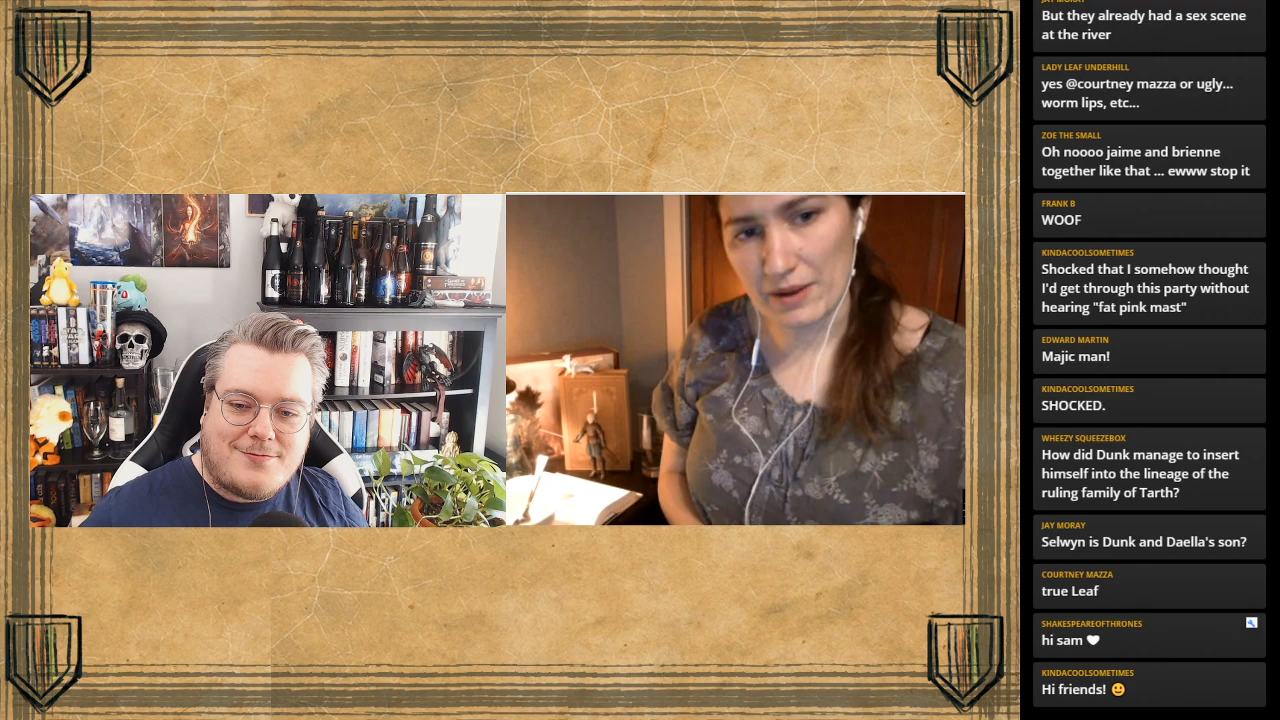 JAY MORAY
But they already had a sex scene
at the river
LADY LEAF UNDERHILL
yes @courtney mazza or ugly...
worm lips, etc...
ZOE THE SMALL
Oh noooo jaime and brienne
together like that ... ewww stop it
FRANK B
WOOF
KINDACOOLSOMETIMES
Shocked that I somehow thought
I'd get through this party without
hearing "fat pink mast"
EDWARD MARTIN
Majic man!
KINDACOOLSOMETIMES
SHOCKED.
WHEEZY SQUEEZEBOX
How did Dunk manage to insert
himself into the lineage of the
ruling family of Tarth?
JAY MORAY
Selwyn is Dunk and Daella's son?
COURTNEY MAZZA
true Leaf
SHAKESPEAREOFTHRONES
hi sam 🤍
KINDACOOLSOMETIMES
Hi friends! 😀